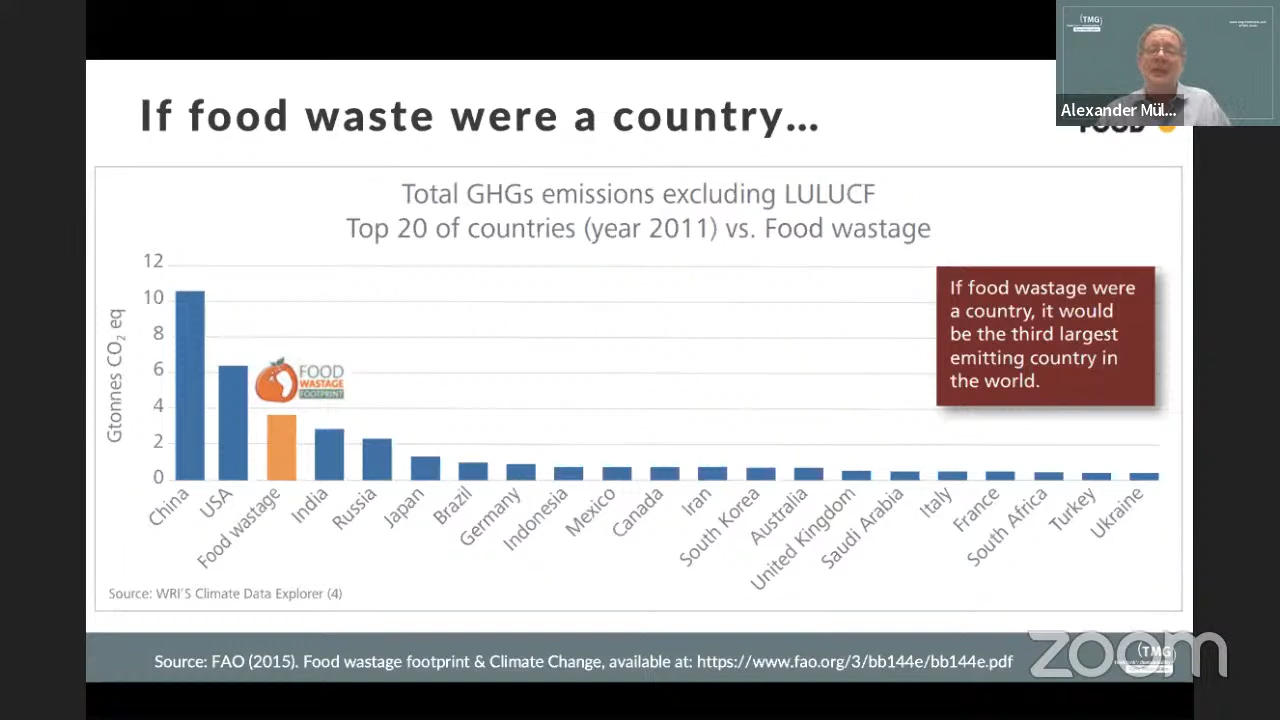 (TMG)
Alexander Mül...
If food waste were a country...
FOOD
Total GHGs emissions excluding LULUCF
Top 20 of countries (year 2011) vs. Food wastage
12
10
8
6
4
2
0
Gtonnes CO₂ eq
FOOD
WASTAGE
FOOTPRINT
If food wastage were
a country, it would
be the third largest
emitting country in
the world.
China
USA
Food wastage
India
Russia
Japan
Brazil
Germany
Indonesia
Mexico
Canada
Iran
South Korea
Australia
United Kingdom
Saudi Arabia
Italy
France
South Africa
Turkey
Ukraine
Source: WRI'S Climate Data Explorer (4)
Source: FAO (2015). Food wastage footprint & Climate Change, available at: https://www.fao.org/3/bb144e/bb144e.pdf
zoom
(TMG)